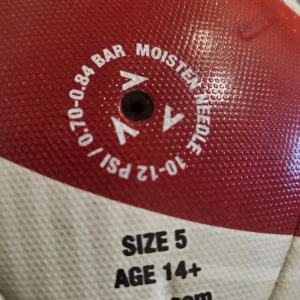 MOISTEN NEEDLE 10-12 PSI / 0.70-0.84 BAR
SIZE 5
AGE 14+